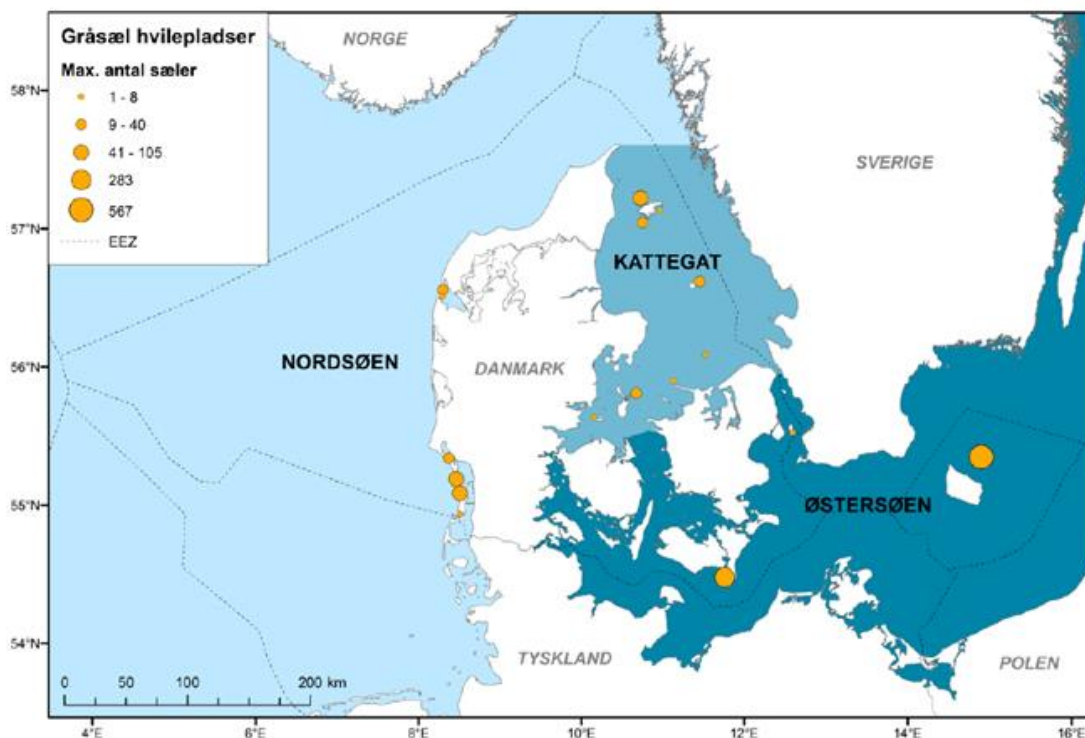 Gråsæl hvilepladser
Max. antal sæler
1 - 8
9 - 40
41 - 105
283
567
EEZ
NORGE
SVERIGE
KATTEGAT
NORDSØEN
DANMARK
ØSTERSØEN
TYSKLAND
POLEN
58°N
57°N
56°N
55°N
54°N
0 50 100 200 km
4°E 6°E 8°E 10°E 12°E 14°E 16°E